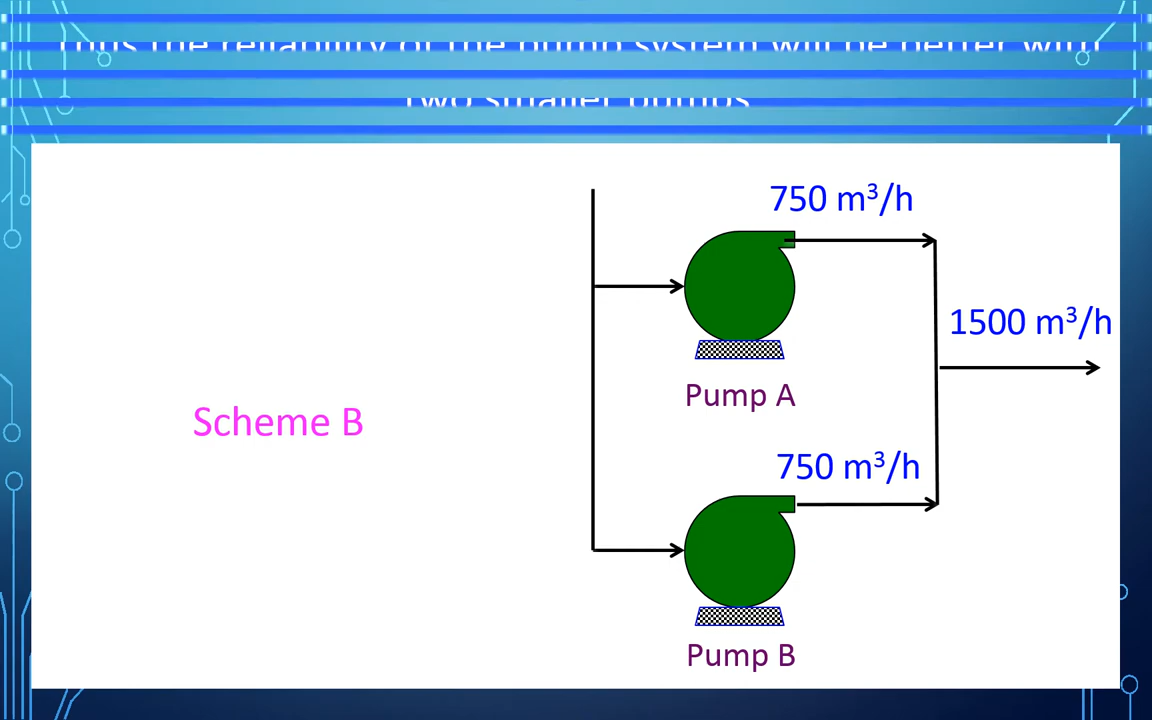 Thus the reliability of the pump system will be better with
two smaller pumps
750 m³/h
1500 m³/h
Pump A
Scheme B
750 m³/h
Pump B